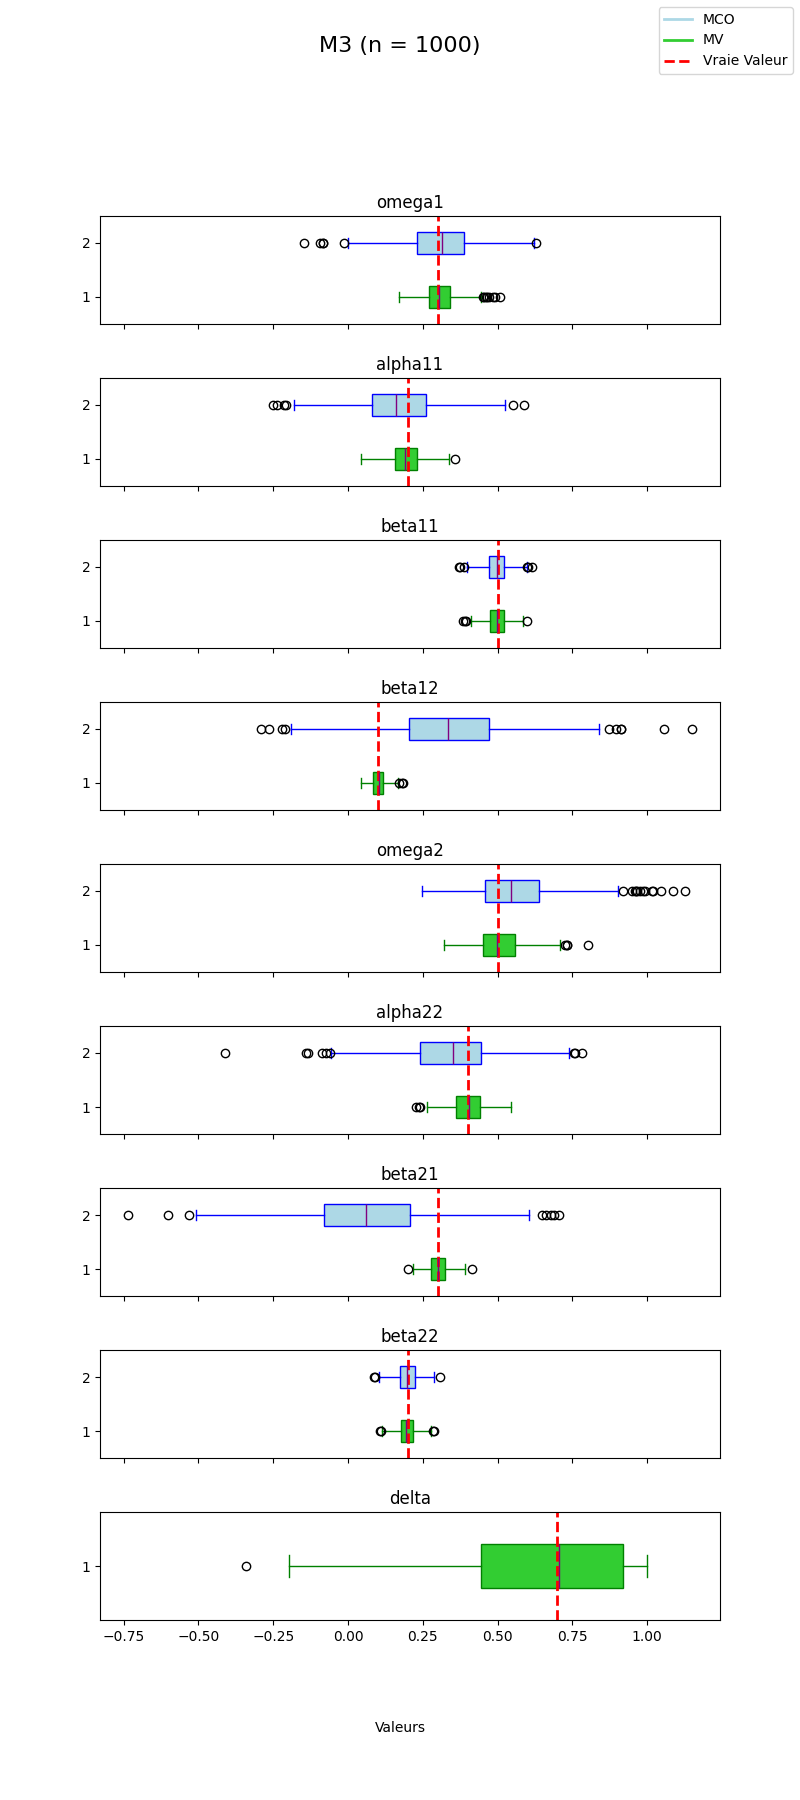 M3 (n = 1000)
MCO
MV
Vraie Valeur
omega1
2
1
alpha11
2
1
beta11
2
1
beta12
2
1
omega2
2
1
alpha22
2
1
beta21
2
1
beta22
2
1
delta
1
−0.75 −0.50 −0.25 0.00 0.25 0.50 0.75 1.00
Valeurs